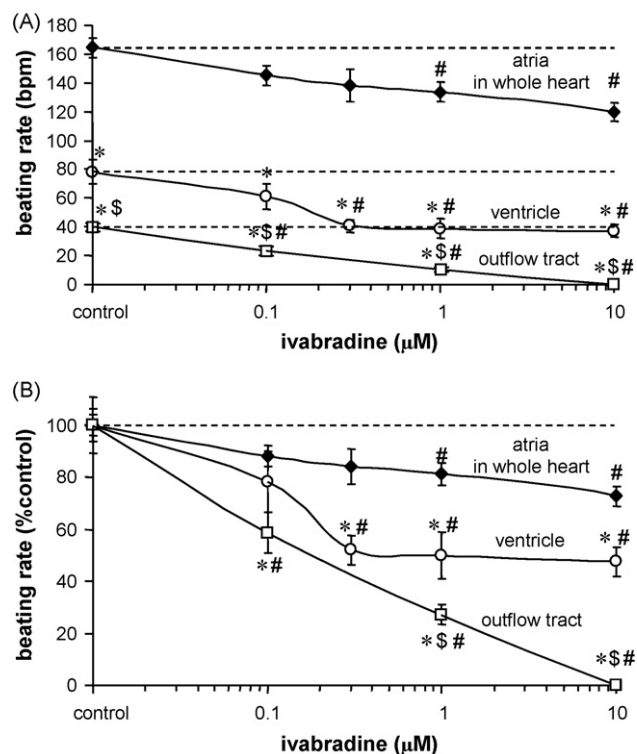 (A)
beating rate (bpm)
180
160
140
120
100
80
60
40
20
0
atria
in whole heart
#
#
*
*
* #
* #
* #
ventricle
* $
*$#
*$#
*$#
outflow tract
control
0.1
1
10
ivabradine (μM)
(B)
beating rate (%control)
100
80
60
40
20
0
atria
in whole heart
#
#
* #
* #
* #
ventricle
*#
outflow tract
*$#
*$#
control
0.1
1
10
ivabradine (μM)